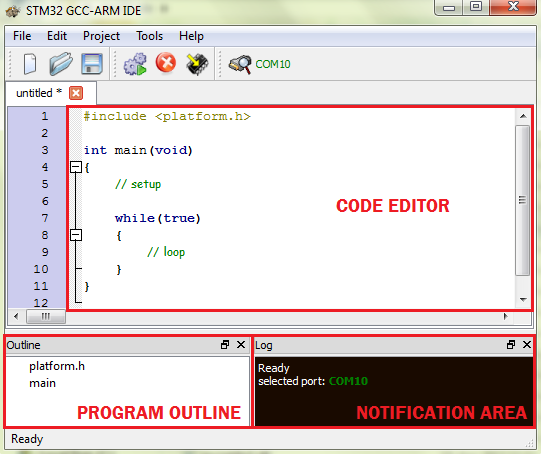 STM32 GCC-ARM IDE
File Edit Project Tools Help
COM10
untitled *
1 #include <platform.h>
2
3 int main(void)
4 {
5 // setup
6
7 while(true)
8 {
9 // loop
10 }
11 }
12
CODE EDITOR
Outline
platform.h
main
PROGRAM OUTLINE
Log
Ready
selected port: COM10
NOTIFICATION AREA
Ready